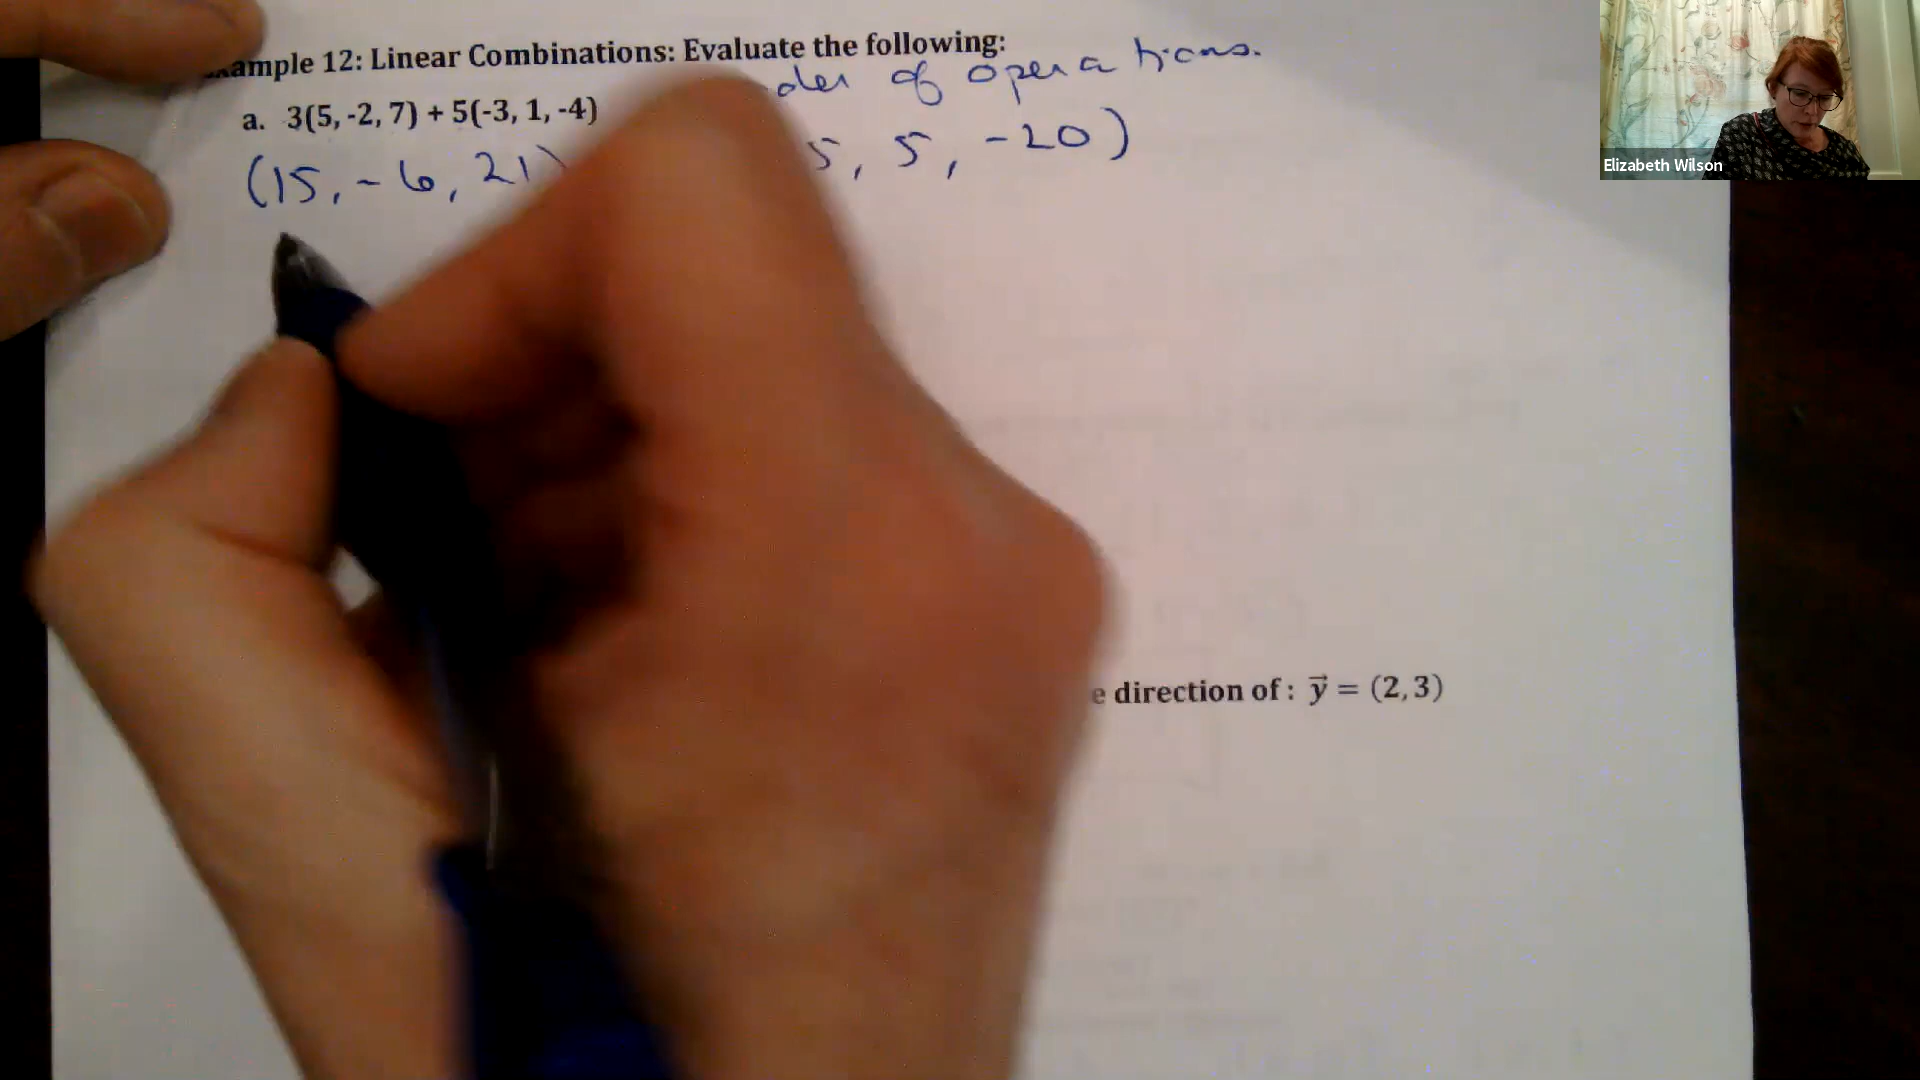 Example 12: Linear Combinations: Evaluate the following:
of operations.
a. 3(5, -2, 7) + 5(-3, 1, -4)
(15, -6, 21) 5, 5, -20)
e direction of : y⃗ = (2, 3)
Elizabeth Wilson